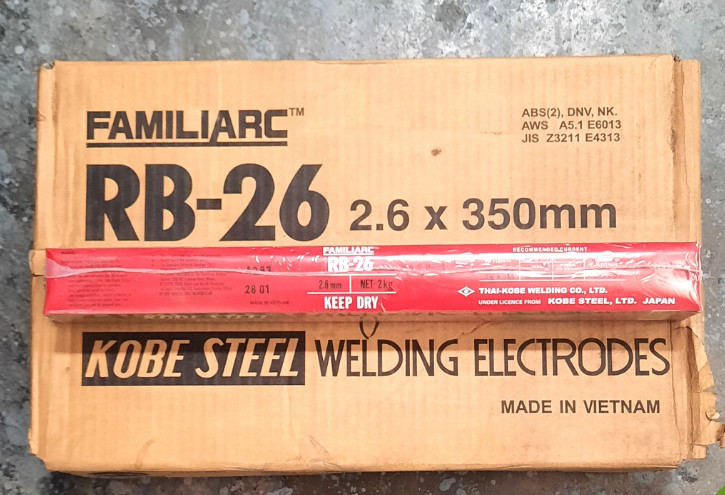 FAMILIARC™
ABS(2), DNV, NK.
AWS A5.1 E6013
JIS Z3211 E4313
RB-26 2.6 x 350mm
FAMILIARC
RECOMMENDED CURRENT
RB-26
28 01
2.6 mm NET 2kg
THAI-KOBE WELDING CO., LTD.
KEEP DRY
UNDER LICENCE FROM KOBE STEEL, LTD. JAPAN
KOBE STEEL WELDING ELECTRODES
MADE IN VIETNAM